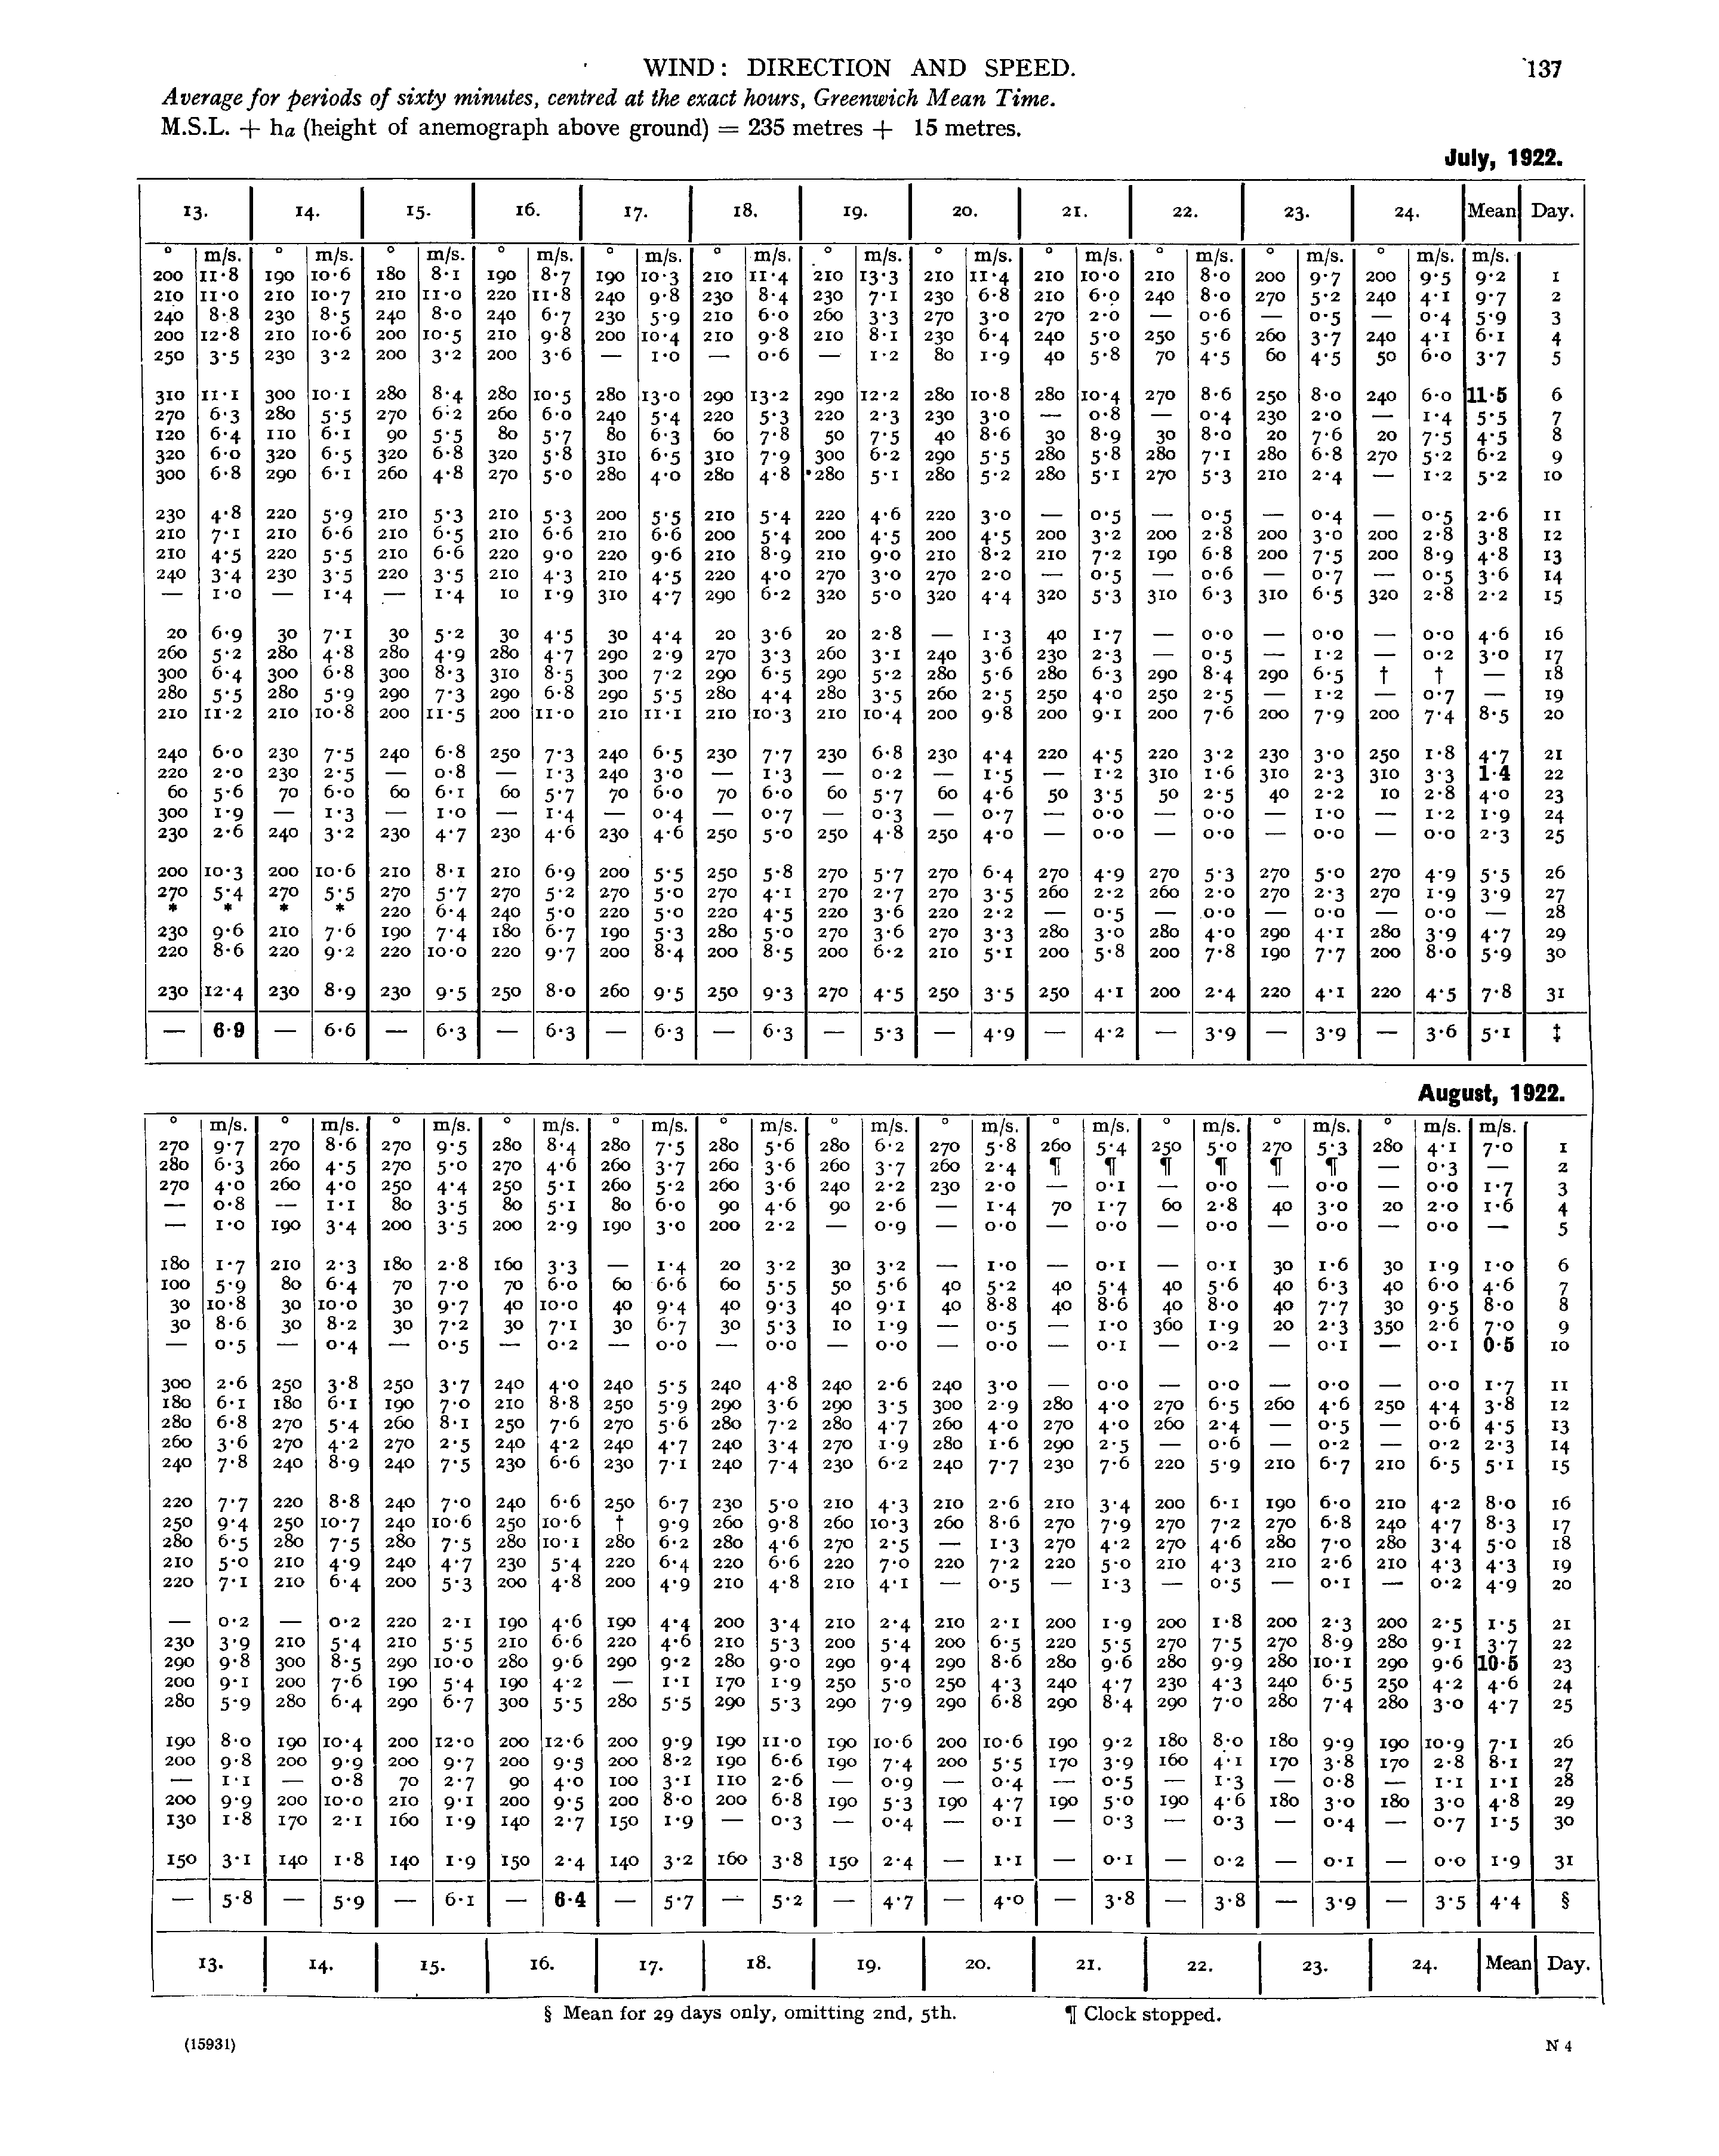 WIND: DIRECTION AND SPEED. 137
Average for periods of sixty minutes, centred at the exact hours, Greenwich Mean Time.
M.S.L. + ha (height of anemograph above ground) = 235 metres + 15 metres.
July, 1922.
13. 14. 15. 16. 17. 18. 19. 20. 21. 22. 23. 24. Mean Day.
° m/s. ° m/s. ° m/s. ° m/s. ° m/s. ° m/s. ° m/s. ° m/s. ° m/s. ° m/s. ° m/s. ° m/s. m/s.
200 11·8 190 10·6 180 8·1 190 8·7 190 10·3 210 11·4 210 13·3 210 11·4 210 10·0 210 8·0 200 9·7 200 9·5 9·2 1
210 11·0 210 10·7 210 11·0 220 11·8 240 9·8 230 8·4 230 7·1 230 6·8 210 6·0 240 8·0 270 5·2 240 4·1 9·7 2
240 8·8 230 8·5 240 8·0 240 6·7 230 5·9 210 6·0 260 3·3 270 3·0 270 2·0 — 0·6 — 0·5 — 0·4 5·9 3
200 12·8 210 10·6 200 10·5 210 9·8 200 10·4 210 9·8 210 8·1 230 6·4 240 5·0 250 5·6 260 3·7 240 4·1 6·1 4
250 3·5 230 3·2 200 3·2 200 3·6 — 1·0 — 0·6 — 1·2 80 1·9 40 5·8 70 4·5 60 4·5 50 6·0 3·7 5
310 11·1 300 10·1 280 8·4 280 10·5 280 13·0 290 13·2 290 12·2 280 10·8 280 10·4 270 8·6 250 8·0 240 6·0 11·5 6
270 6·3 280 5·5 270 6·2 260 6·0 240 5·4 220 5·3 220 2·3 230 3·0 — 0·8 — 0·4 230 2·0 — 1·4 5·5 7
120 6·4 110 6·1 90 5·5 80 5·7 80 6·3 60 7·8 50 7·5 40 8·6 30 8·9 30 8·0 20 7·6 20 7·5 4·5 8
320 6·0 320 6·5 320 6·8 320 5·8 310 6·5 310 7·9 300 6·2 290 5·5 280 5·8 280 7·1 280 6·8 270 5·2 6·2 9
300 6·8 290 6·1 260 4·8 270 5·0 280 4·0 280 4·8 280 5·1 280 5·2 280 5·1 270 5·3 210 2·4 — 1·2 5·2 10
230 4·8 220 5·9 210 5·3 210 5·3 200 5·5 210 5·4 220 4·6 220 3·0 — 0·5 — 0·5 — 0·4 — 0·5 2·6 11
210 7·1 210 6·6 210 6·5 210 6·6 210 6·6 200 5·4 200 4·5 200 4·5 200 3·2 200 2·8 200 3·0 200 2·8 3·8 12
210 4·5 220 5·5 210 6·6 220 9·0 220 9·6 210 8·9 210 9·0 210 8·2 210 7·2 190 6·8 200 7·5 200 8·9 4·8 13
240 3·4 230 3·5 220 3·5 210 4·3 210 4·5 220 4·0 270 3·0 270 2·0 — 0·5 — 0·6 — 0·7 — 0·5 3·6 14
— 1·0 — 1·4 — 1·4 10 1·9 310 4·7 290 6·2 320 5·0 320 4·4 320 5·3 310 6·3 310 6·5 320 2·8 2·2 15
20 6·9 30 7·1 30 5·2 30 4·5 30 4·4 20 3·6 20 2·8 — 1·3 40 1·7 — 0·0 — 0·0 — 0·0 4·6 16
260 5·2 280 4·8 280 4·9 280 4·7 290 2·9 270 3·3 260 3·1 240 3·6 230 2·3 — 0·5 — 1·2 — 0·2 3·0 17
300 6·4 300 6·8 300 8·3 310 8·5 300 7·2 290 6·5 290 5·2 280 5·6 280 6·3 290 8·4 290 6·5 † † — 18
280 5·5 280 5·9 290 7·3 290 6·8 290 5·5 280 4·4 280 3·5 260 2·5 250 4·0 250 2·5 — 1·2 — 0·7 — 19
210 11·2 210 10·8 200 11·5 200 11·0 210 11·1 210 10·3 210 10·4 200 9·8 200 9·1 200 7·6 200 7·9 200 7·4 8·5 20
240 6·0 230 7·5 240 6·8 250 7·3 240 6·5 230 7·7 230 6·8 230 4·4 220 4·5 220 3·2 230 3·0 250 1·8 4·7 21
220 2·0 230 2·5 — 0·8 — 1·3 240 3·0 — 1·3 — 0·2 — 1·5 — 1·2 310 1·6 310 2·3 310 3·3 1·4 22
60 5·6 70 6·0 60 6·1 60 5·7 70 6·0 70 6·0 60 5·7 60 4·6 50 3·5 50 2·5 40 2·2 10 2·8 4·0 23
300 1·9 — 1·3 — 1·0 — 1·4 — 0·4 — 0·7 — 0·3 — 0·7 — 0·0 — 0·0 — 1·0 — 1·2 1·9 24
230 2·6 240 3·2 230 4·7 230 4·6 230 4·6 250 5·0 250 4·8 250 4·0 — 0·0 — 0·0 — 0·0 — 0·0 2·3 25
200 10·3 200 10·6 210 8·1 210 6·9 200 5·5 250 5·8 270 5·7 270 6·4 270 4·9 270 5·3 270 5·0 270 4·9 5·5 26
270 5·4 270 5·5 270 5·7 270 5·2 270 5·0 270 4·1 270 2·7 270 3·5 260 2·2 260 2·0 270 2·3 270 1·9 3·9 27
* * * * 220 6·4 240 5·0 220 5·0 220 4·5 220 3·6 220 2·2 — 0·5 — 0·0 — 0·0 — 0·0 — 28
230 9·6 210 7·6 190 7·4 180 6·7 190 5·3 280 5·0 270 3·6 270 3·3 280 3·0 280 4·0 290 4·1 280 3·9 4·7 29
220 8·6 220 9·2 220 10·0 220 9·7 200 8·4 200 8·5 200 6·2 210 5·1 200 5·8 200 7·8 190 7·7 200 8·0 5·9 30
230 12·4 230 8·9 230 9·5 250 8·0 260 9·5 250 9·3 270 4·5 250 3·5 250 4·1 200 2·4 220 4·1 220 4·5 7·8 31
— 6·9 — 6·6 — 6·3 — 6·3 — 6·3 — 6·3 — 5·3 — 4·9 — 4·2 — 3·9 — 3·9 — 3·6 5·1 ‡
August, 1922.
° m/s. ° m/s. ° m/s. ° m/s. ° m/s. ° m/s. ° m/s. ° m/s. ° m/s. ° m/s. ° m/s. ° m/s. m/s.
270 9·7 270 8·6 270 9·5 280 8·4 280 7·5 280 5·6 280 6·2 270 5·8 260 5·4 250 5·0 270 5·3 280 4·1 7·0 1
280 6·3 260 4·5 270 5·0 270 4·6 260 3·7 260 3·6 260 3·7 260 2·4 ¶ ¶ ¶ ¶ ¶ ¶ — 0·3 — 2
270 4·0 260 4·0 250 4·4 250 5·1 260 5·2 260 3·6 240 2·2 230 2·0 — 0·1 — 0·0 — 0·0 — 0·0 1·7 3
— 0·8 — 1·1 80 3·5 80 5·1 80 6·0 90 4·6 90 2·6 — 1·4 70 1·7 60 2·8 40 3·0 20 2·0 1·6 4
— 1·0 190 3·4 200 3·5 200 2·9 190 3·0 200 2·2 — 0·9 — 0·0 — 0·0 — 0·0 — 0·0 — 0·0 — 5
180 1·7 210 2·3 180 2·8 160 3·3 — 1·4 20 3·2 30 3·2 — 1·0 — 0·1 — 0·1 30 1·6 30 1·9 1·0 6
100 5·9 80 6·4 70 7·0 70 6·0 60 6·6 60 5·5 50 5·6 40 5·2 40 5·4 40 5·6 40 6·3 40 6·0 4·6 7
30 10·8 30 10·0 30 9·7 40 10·0 40 9·4 40 9·3 40 9·1 40 8·8 40 8·6 40 8·0 40 7·7 30 9·5 8·0 8
30 8·6 30 8·2 30 7·2 30 7·1 30 6·7 30 5·3 10 1·9 — 0·5 — 1·0 360 1·9 20 2·3 350 2·6 7·0 9
— 0·5 — 0·4 — 0·5 — 0·2 — 0·0 — 0·0 — 0·0 — 0·0 — 0·1 — 0·2 — 0·1 — 0·1 0·5 10
300 2·6 250 3·8 250 3·7 240 4·0 240 5·5 240 4·8 240 2·6 240 3·0 — 0·0 — 0·0 — 0·0 — 0·0 1·7 11
180 6·1 180 6·1 190 7·0 210 8·8 250 5·9 290 3·6 290 3·5 300 2·9 280 4·0 270 6·5 260 4·6 250 4·4 3·8 12
280 6·8 270 5·4 260 8·1 250 7·6 270 5·6 280 7·2 280 4·7 260 4·0 270 4·0 260 2·4 — 0·5 — 0·6 4·5 13
260 3·6 270 4·2 270 2·5 240 4·2 240 4·7 240 3·4 270 1·9 280 1·6 290 2·5 — 0·6 — 0·2 — 0·2 2·3 14
240 7·8 240 8·9 240 7·5 230 6·6 230 7·1 240 7·4 230 6·2 240 7·7 230 7·6 220 5·9 210 6·7 210 6·5 5·1 15
220 7·7 220 8·8 240 7·0 240 6·6 250 6·7 230 5·0 210 4·3 210 2·6 210 3·4 200 6·1 190 6·0 210 4·2 8·0 16
250 9·4 250 10·7 240 10·6 250 10·6 † 9·9 260 9·8 260 10·3 260 8·6 270 7·9 270 7·2 270 6·8 240 4·7 8·3 17
280 6·5 280 7·5 280 7·5 280 10·1 280 6·2 280 4·6 270 2·5 — 1·3 270 4·2 270 4·6 280 7·0 280 3·4 5·0 18
210 5·0 210 4·9 240 4·7 230 5·4 220 6·4 220 6·6 220 7·0 220 7·2 220 5·0 210 4·3 210 2·6 210 4·3 4·3 19
220 7·1 210 6·4 200 5·3 200 4·8 200 4·9 210 4·8 210 4·1 — 0·5 — 1·3 — 0·5 — 0·1 — 0·2 4·9 20
— 0·2 — 0·2 220 2·1 190 4·6 190 4·4 200 3·4 210 2·4 210 2·1 200 1·9 200 1·8 200 2·3 200 2·5 1·5 21
230 3·9 210 5·4 210 5·5 210 6·6 220 4·6 210 5·3 200 5·4 200 6·5 220 5·5 270 7·5 270 8·9 280 9·1 3·7 22
290 9·8 300 8·5 290 10·0 280 9·6 290 9·2 280 9·0 290 9·4 290 8·6 280 9·6 280 9·9 280 10·1 290 9·6 10·5 23
200 9·1 200 7·6 190 5·4 190 4·2 — 1·1 170 1·9 250 5·0 250 4·3 240 4·7 230 4·3 240 6·5 250 4·2 4·6 24
280 5·9 280 6·4 290 6·7 300 5·5 280 5·5 290 5·3 290 7·9 290 6·8 290 8·4 290 7·0 280 7·4 280 3·0 4·7 25
190 8·0 190 10·4 200 12·0 200 12·6 200 9·9 190 11·0 190 10·6 200 10·6 190 9·2 180 8·0 180 9·9 190 10·9 7·1 26
200 9·8 200 9·9 200 9·7 200 9·5 200 8·2 190 6·6 190 7·4 200 5·5 170 3·9 160 4·1 170 3·8 170 2·8 8·1 27
— 1·1 — 0·8 70 2·7 90 4·0 100 3·1 110 2·6 — 0·9 — 0·4 — 0·5 — 1·3 — 0·8 — 1·1 1·1 28
200 9·9 200 10·0 210 9·1 200 9·5 200 8·0 200 6·8 190 5·3 190 4·7 190 5·0 190 4·6 180 3·0 180 3·0 4·8 29
130 1·8 170 2·1 160 1·9 140 2·7 150 1·9 — 0·3 — 0·4 — 0·1 — 0·3 — 0·3 — 0·4 — 0·7 1·5 30
150 3·1 140 1·8 140 1·9 150 2·4 140 3·2 160 3·8 150 2·4 — 1·1 — 0·1 — 0·2 — 0·1 — 0·0 1·9 31
— 5·8 — 5·9 — 6·1 — 6·4 — 5·7 — 5·2 — 4·7 — 4·0 — 3·8 — 3·8 — 3·9 — 3·5 4·4 §
13. 14. 15. 16. 17. 18. 19. 20. 21. 22. 23. 24. Mean Day.
§ Mean for 29 days only, omitting 2nd, 5th. ¶ Clock stopped.
(15931) N 4